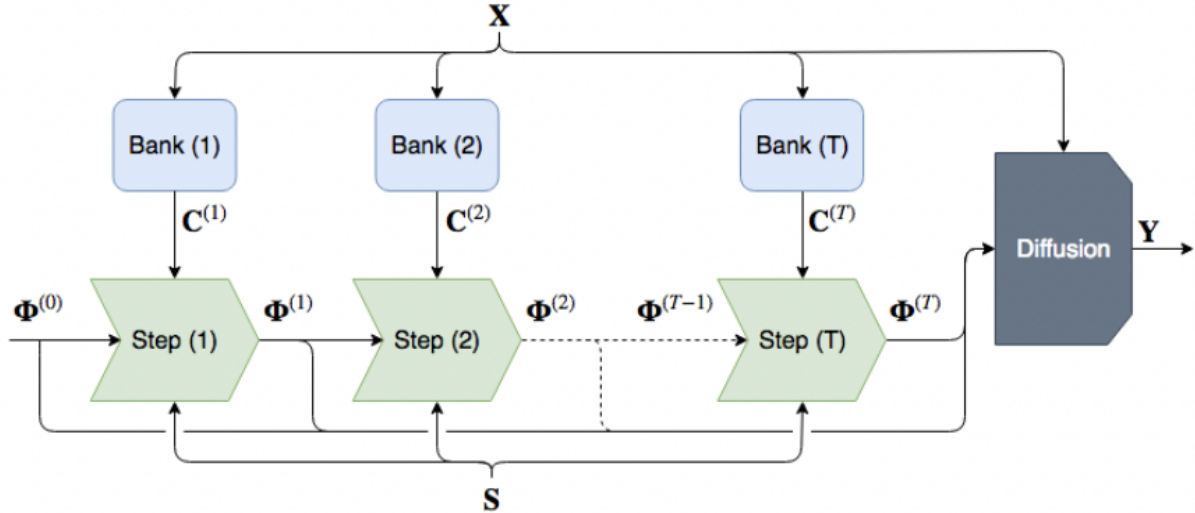 X
Bank (1)
Bank (2)
Bank (T)
C^(1)
C^(2)
C^(T)
Diffusion
Y
Φ^(0)
Step (1)
Φ^(1)
Step (2)
Φ^(2)
Φ^(T−1)
Step (T)
Φ^(T)
S